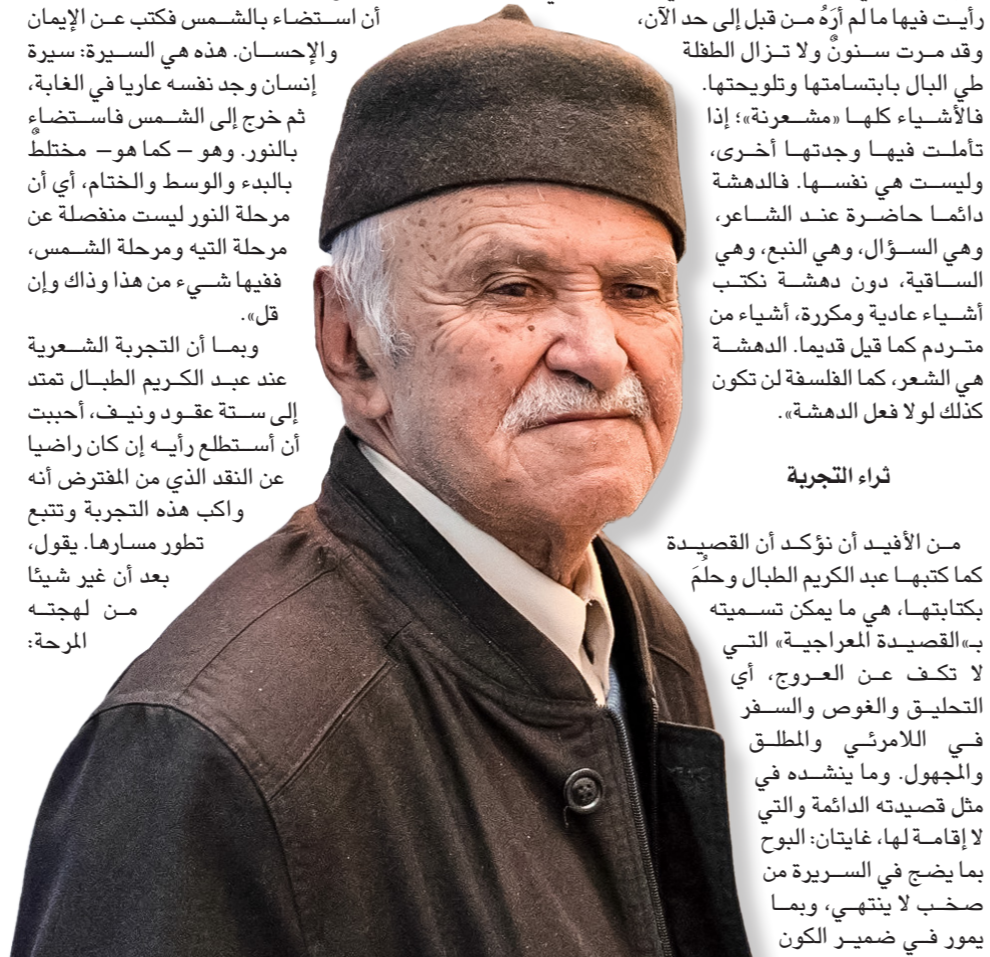 رأيت فيها ما لم أرَهُ من قبل إلى حد الآن،
وقد مرت سنونٌ ولا تزال الطفلة
طي البال بابتسامتها وتلويحتها.
فالأشياء كلها «مشعرنة»؛ إذا
تأملت فيها وجدتها أخرى،
وليست هي نفسها. فالدهشة
دائما حاضرة عند الشاعر،
وهي السؤال، وهي النبع، وهي
الساقية، دون دهشة نكتب
أشياء عادية ومكررة، أشياء من
متردم كما قيل قديما. الدهشة
هي الشعر، كما الفلسفة لن تكون
كذلك لولا فعل الدهشة».
ثراء التجربة
من الأفيد أن نؤكد أن القصيدة
كما كتبها عبد الكريم الطبال وحلُمَ
بكتابتها، هي ما يمكن تسميته
بـ»القصيدة المعراجية» التي
لا تكف عن العروج، أي
التحليق والغوص والسفر
في اللامرئي والمطلق
والمجهول. وما ينشده في
مثل قصيدته الدائمة والتي
لا إقامة لها، غايتان: البوح
بما يضج في السريرة من
صخب لا ينتهي، وبما
يمور في ضمير الكون
أن استضاء بالشمس فكتب عن الإيمان
والإحسان. هذه هي السيرة: سيرة
إنسان وجد نفسه عاريا في الغابة،
ثم خرج إلى الشمس فاستضاء
بالنور. وهو – كما هو– مختلطٌ
بالبدء والوسط والختام، أي أن
مرحلة النور ليست منفصلة عن
مرحلة التيه ومرحلة الشمس،
ففيها شيء من هذا وذاك وإن
قل».
وبما أن التجربة الشعرية
عند عبد الكريم الطبال تمتد
إلى ستة عقود ونيف، أحببت
أن أستطلع رأيه إن كان راضيا
عن النقد الذي من المفترض أنه
واكب هذه التجربة وتتبع
تطور مسارها. يقول،
بعد أن غير شيئا
من لهجته
المرحة: